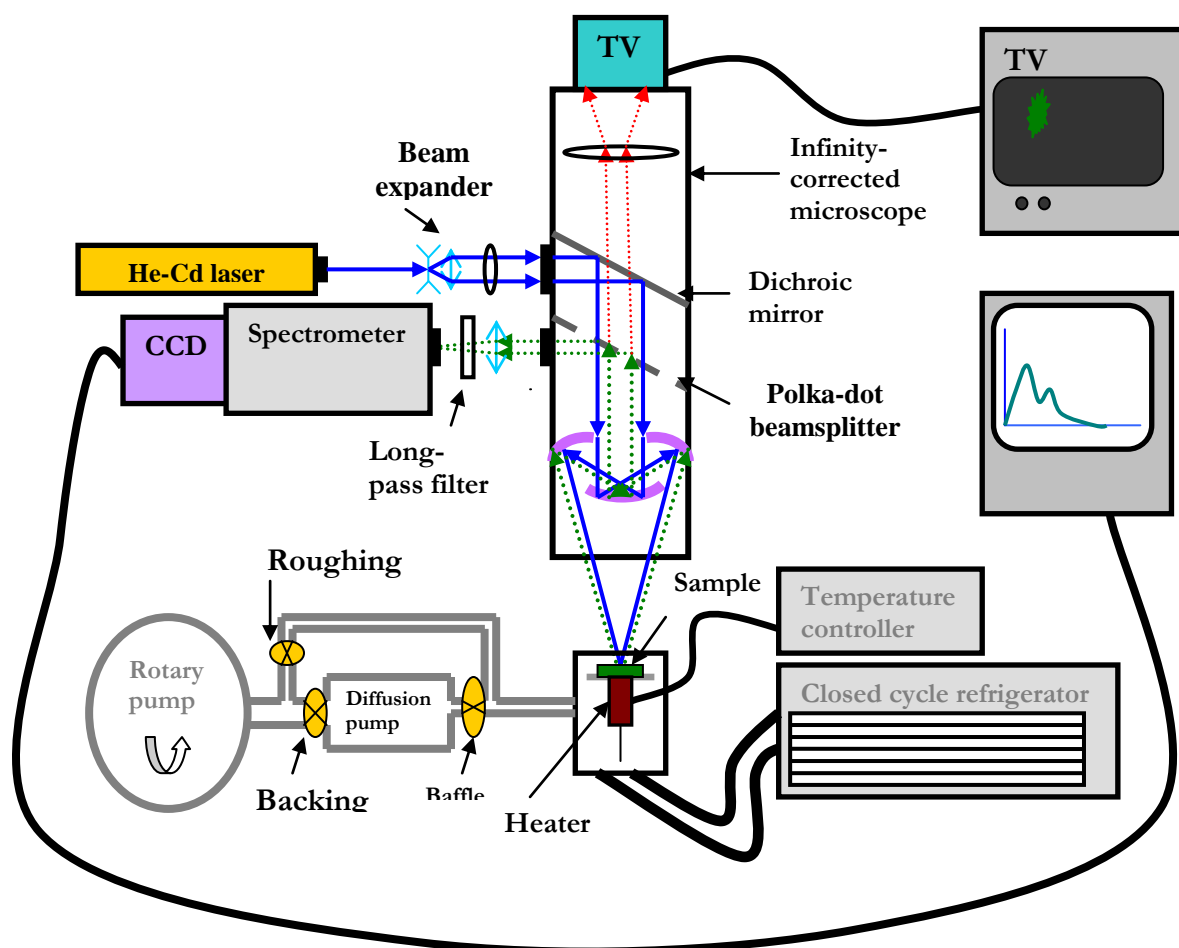 TV
TV
Beam
expander
Infinity-
corrected
microscope
He-Cd laser
Dichroic
mirror
CCD
Spectrometer
Polka-dot
beamsplitter
Long-
pass filter
Roughing
Sample
Temperature
controller
Rotary
pump
Diffusion
pump
Closed cycle refrigerator
Backing
Baffle
Heater